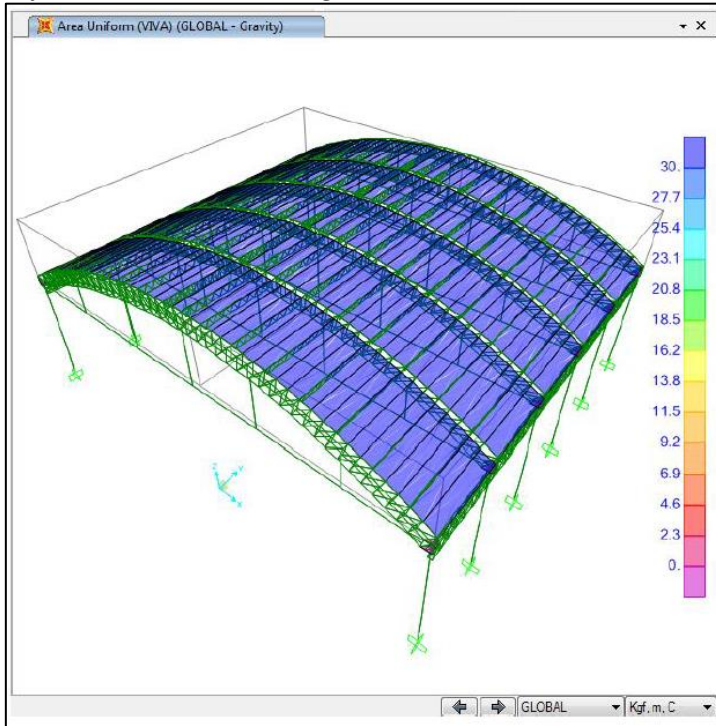 Area Uniform (VIVA) (GLOBAL - Gravity)
30.
27.7
25.4
23.1
20.8
18.5
16.2
13.8
11.5
9.2
6.9
4.6
2.3
0.
Z
Y
X
GLOBAL
Kgf, m, C